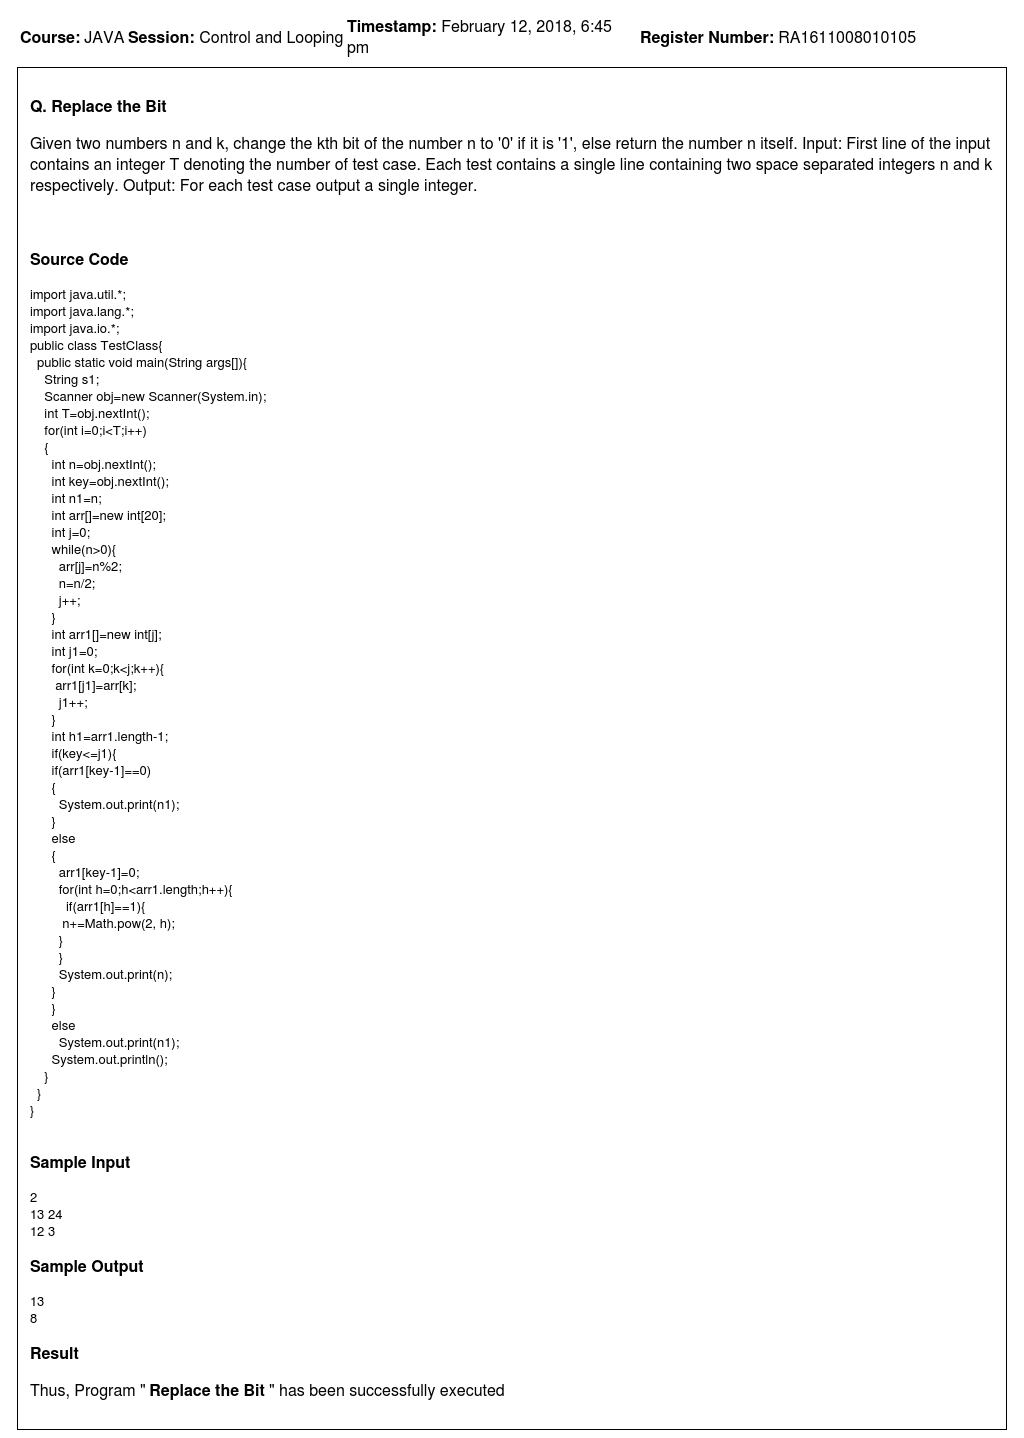 Course: JAVA Session: Control and Looping Timestamp: February 12, 2018, 6:45 pm Register Number: RA1611008010105
Q. Replace the Bit
Given two numbers n and k, change the kth bit of the number n to '0' if it is '1', else return the number n itself. Input: First line of the input
contains an integer T denoting the number of test case. Each test contains a single line containing two space separated integers n and k
respectively. Output: For each test case output a single integer.
Source Code
import java.util.*;
import java.lang.*;
import java.io.*;
public class TestClass{
  public static void main(String args[]){
    String s1;
    Scanner obj=new Scanner(System.in);
    int T=obj.nextInt();
    for(int i=0;i<T;i++)
    {
      int n=obj.nextInt();
      int key=obj.nextInt();
      int n1=n;
      int arr[]=new int[20];
      int j=0;
      while(n>0){
        arr[j]=n%2;
        n=n/2;
        j++;
      }
      int arr1[]=new int[j];
      int j1=0;
      for(int k=0;k<j;k++){
       arr1[j1]=arr[k];
        j1++;
      }
      int h1=arr1.length-1;
      if(key<=j1){
      if(arr1[key-1]==0)
      {
        System.out.print(n1);
      }
      else
      {
        arr1[key-1]=0;
        for(int h=0;h<arr1.length;h++){
          if(arr1[h]==1){
         n+=Math.pow(2, h);
        }
        }
        System.out.print(n);
      }
      }
      else
        System.out.print(n1);
      System.out.println();
    }
  }
}
Sample Input
2
13 24
12 3
Sample Output
13
8
Result
Thus, Program " Replace the Bit " has been successfully executed